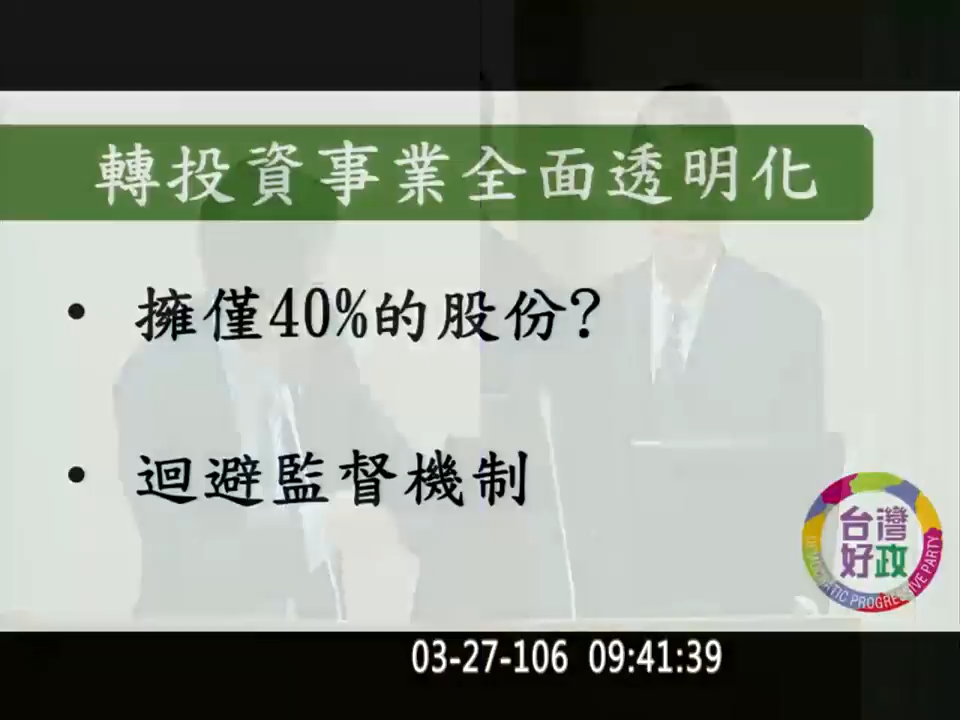 轉投資事業全面透明化
• 擁僅40%的股份?
• 迴避監督機制
台灣
好政
DEMOCRATIC PROGRESSIVE PARTY
03-27-106 09:41:39